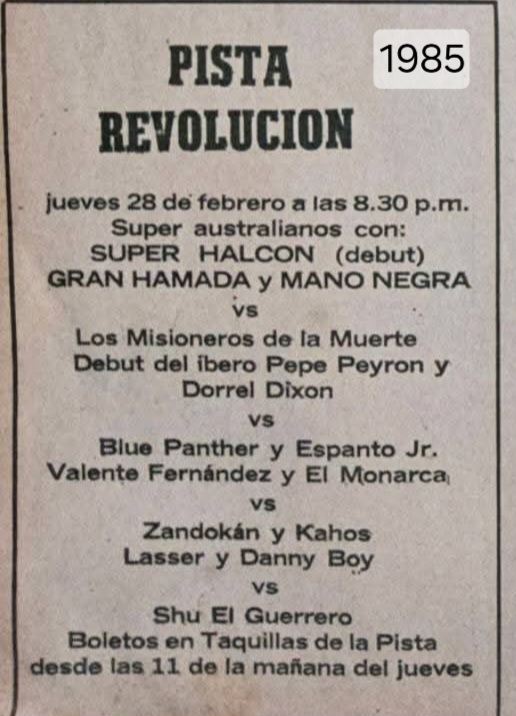 1985
PISTA
REVOLUCION
jueves 28 de febrero a las 8.30 p.m.
Super australianos con:
SUPER HALCON (debut)
GRAN HAMADA y MANO NEGRA
vs
Los Misioneros de la Muerte
Debut del íbero Pepe Peyron y
Dorrel Dixon
vs
Blue Panther y Espanto Jr.
Valente Fernández y El Monarca
vs
Zandokán y Kahos
Lasser y Danny Boy
vs
Shu El Guerrero
Boletos en Taquillas de la Pista
desde las 11 de la mañana del jueves